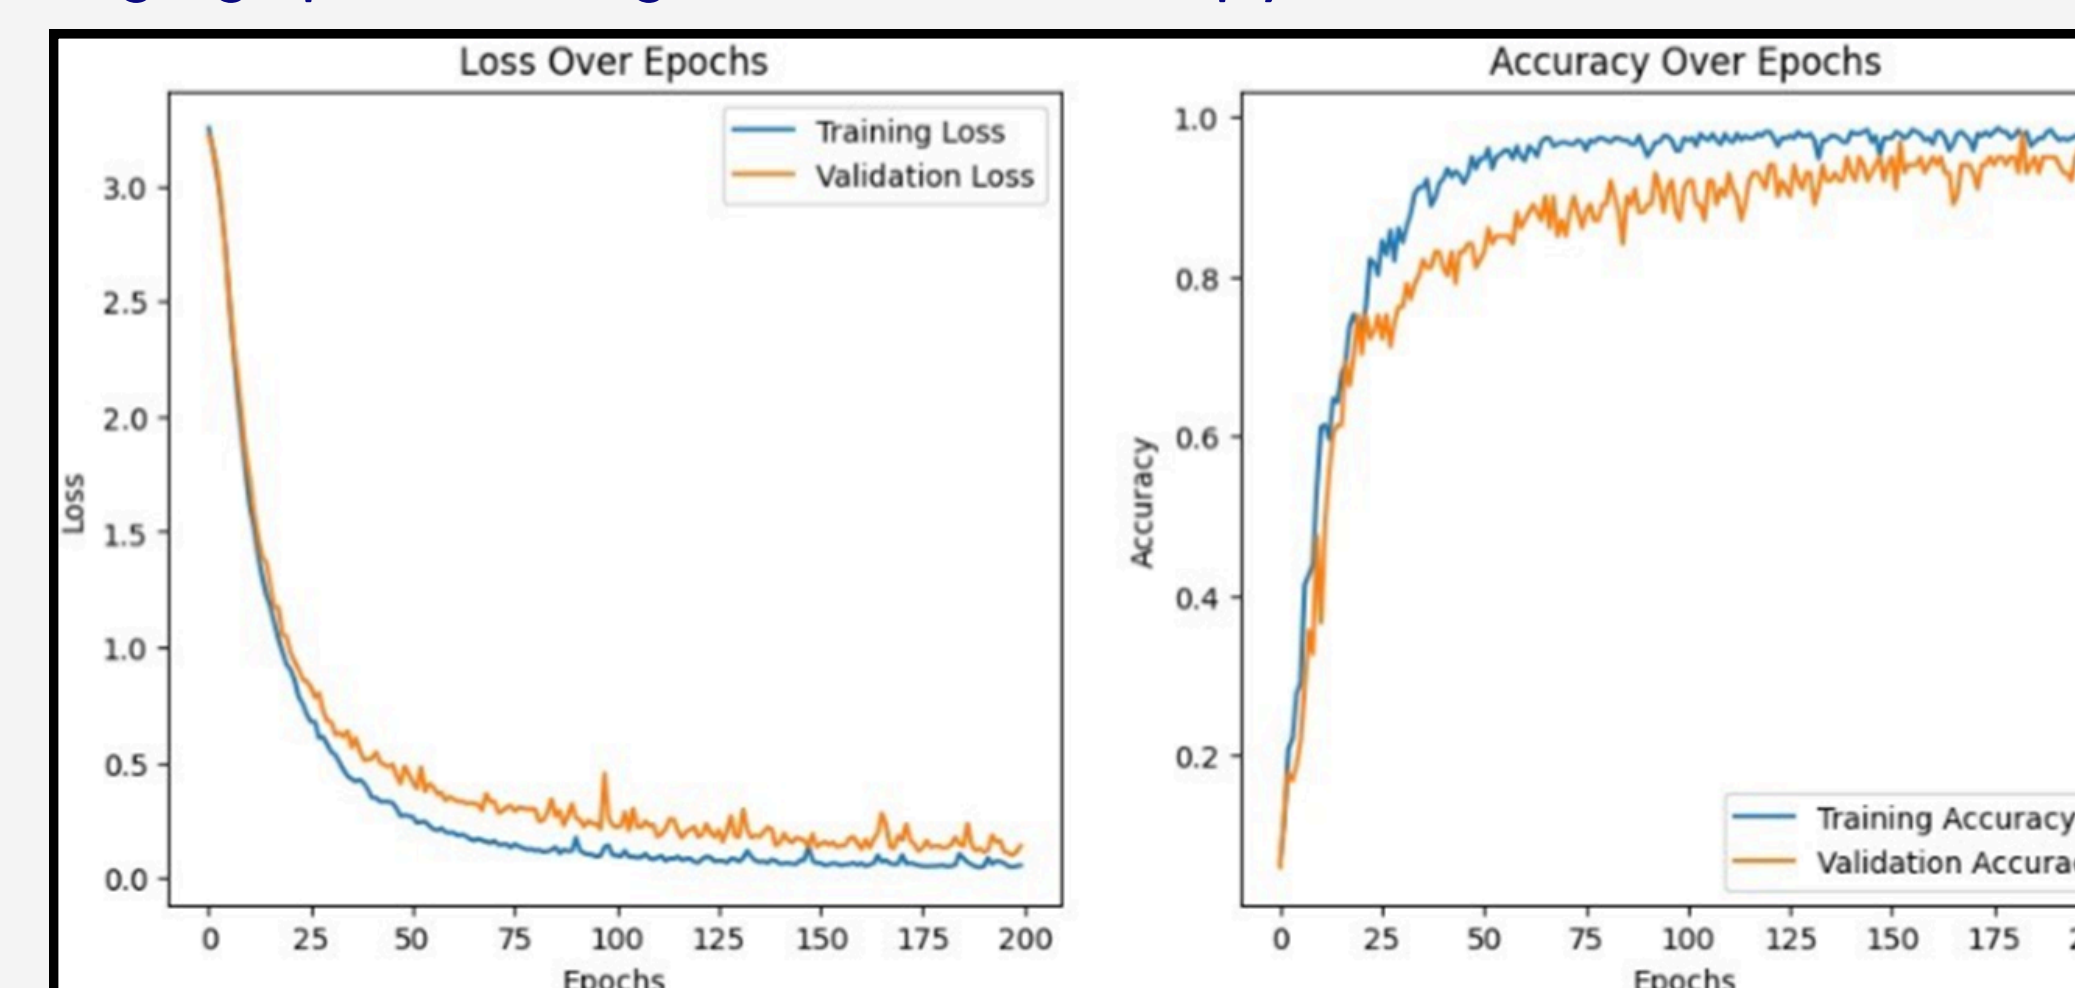 Loss Over Epochs
Training Loss
Validation Loss
3.0
2.5
2.0
1.5
1.0
0.5
0.0
Loss
0 25 50 75 100 125 150 175 200
Epochs
Accuracy Over Epochs
1.0
0.8
0.6
0.4
0.2
Accuracy
Training Accuracy
Validation
0 25 50 75 100 125 150 175
Epochs